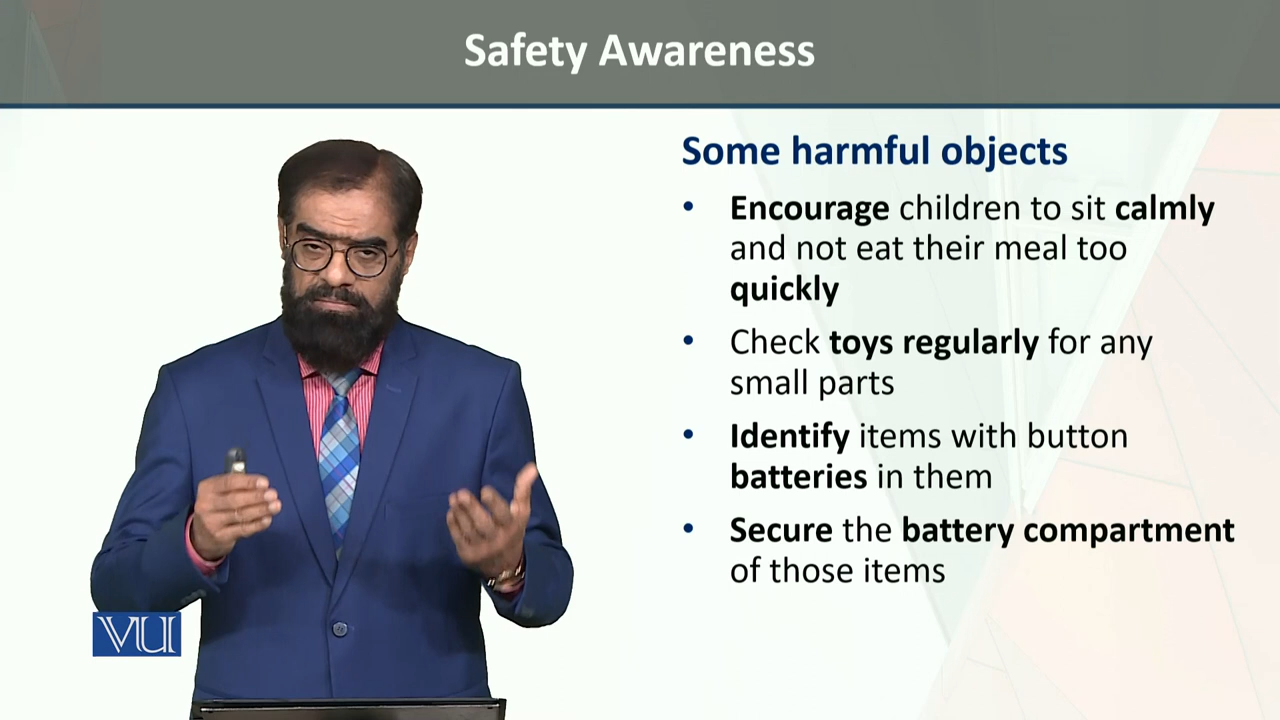 Safety Awareness
Some harmful objects
• Encourage children to sit calmly
and not eat their meal too
quickly
• Check toys regularly for any
small parts
• Identify items with button
batteries in them
• Secure the battery compartment
of those items
VU